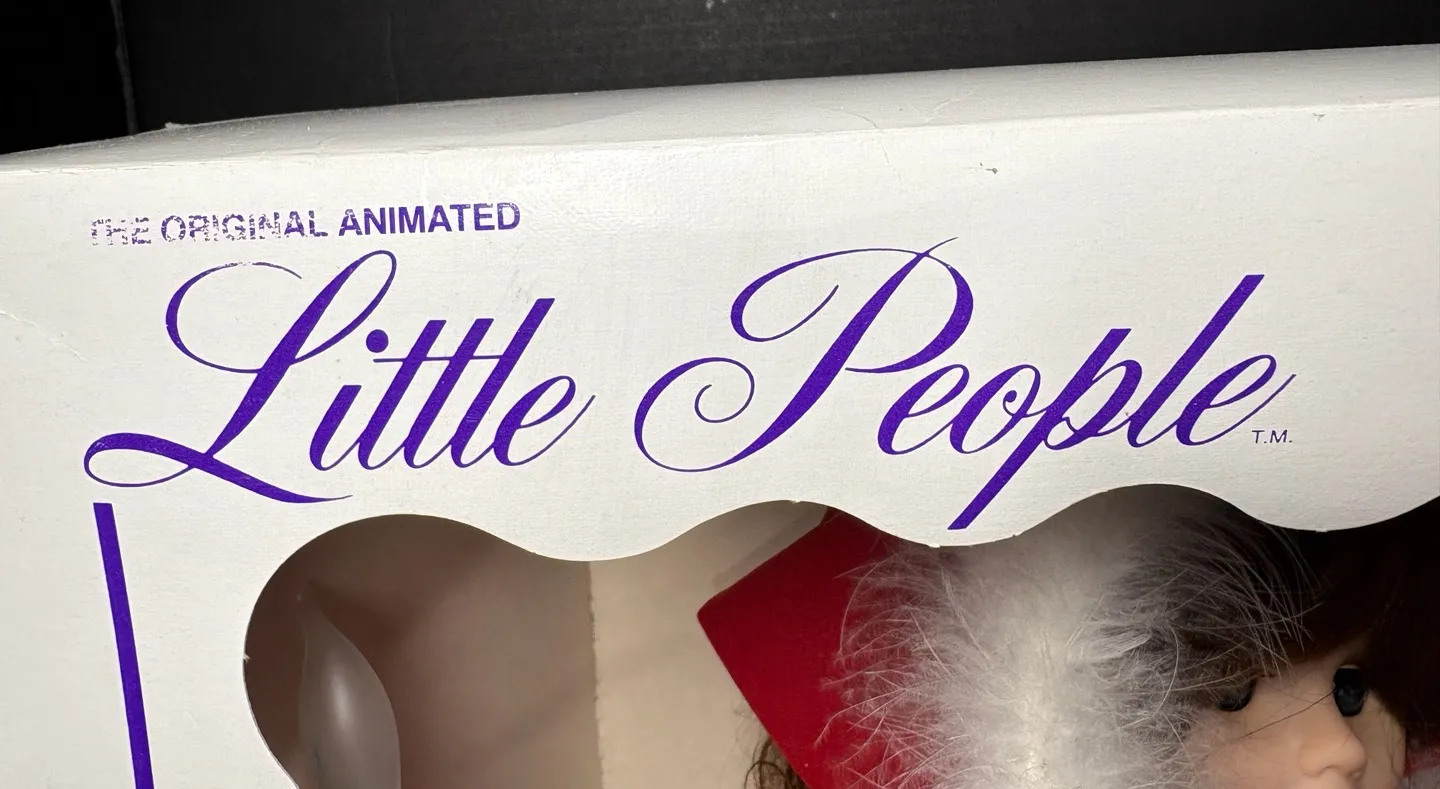 THE ORIGINAL ANIMATED
Little People
T.M.